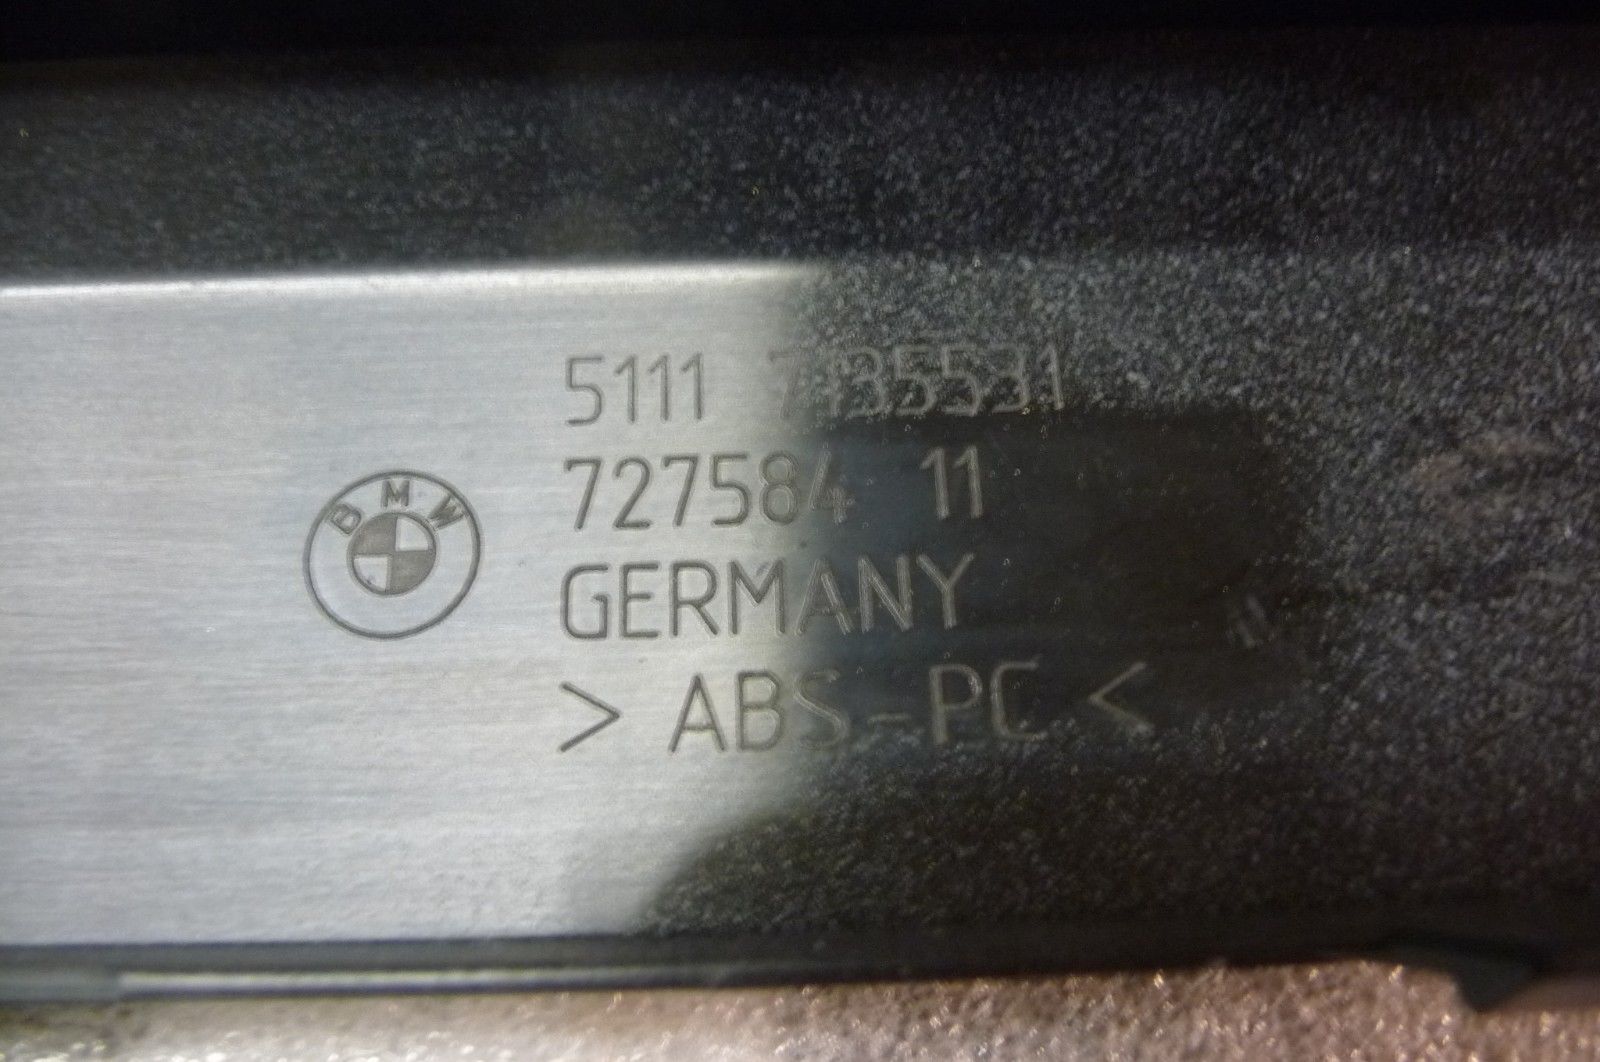 5111 7135531
727584 11
BMW
GERMANY
> ABS-PC <